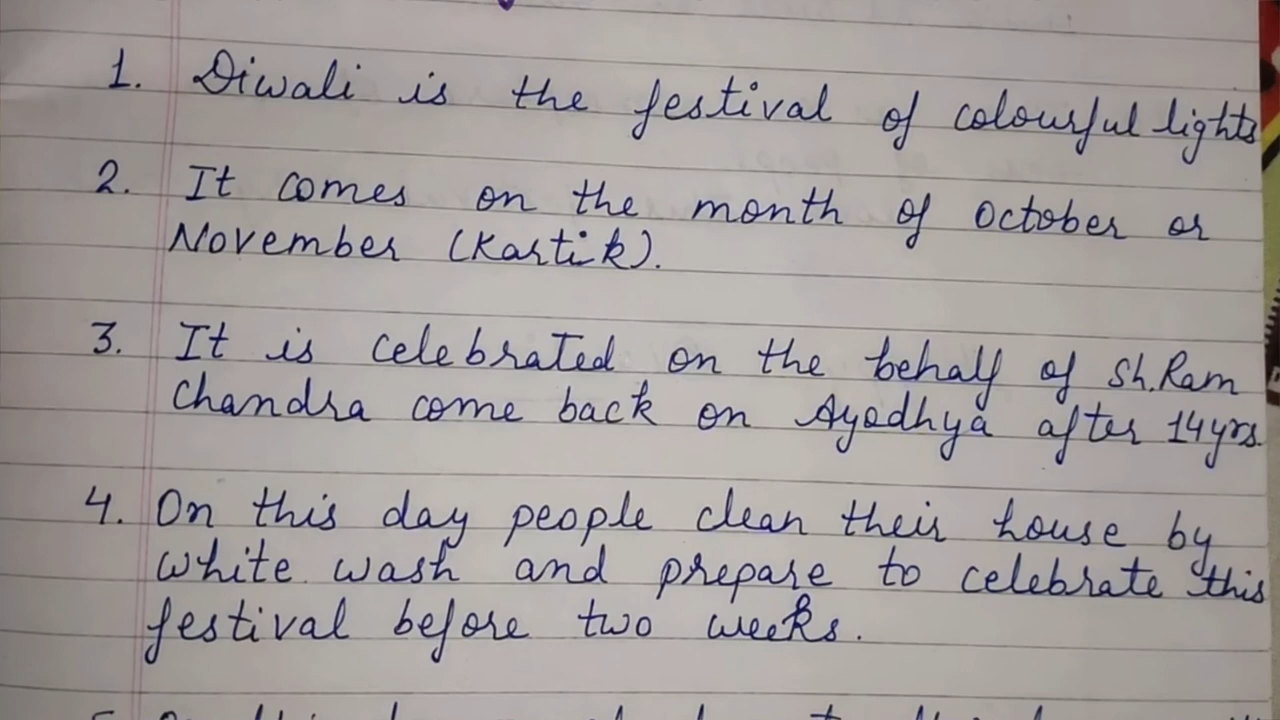 1. Diwali is the festival of colourful lights
2. It comes on the month of October or
November (Kartik).
3. It is celebrated on the behalf of Sh. Ram
Chandra come back on Ayodhya after 14 yrs.
4. On this day people clean their house by
white wash and prepare to celebrate this
festival before two weeks.